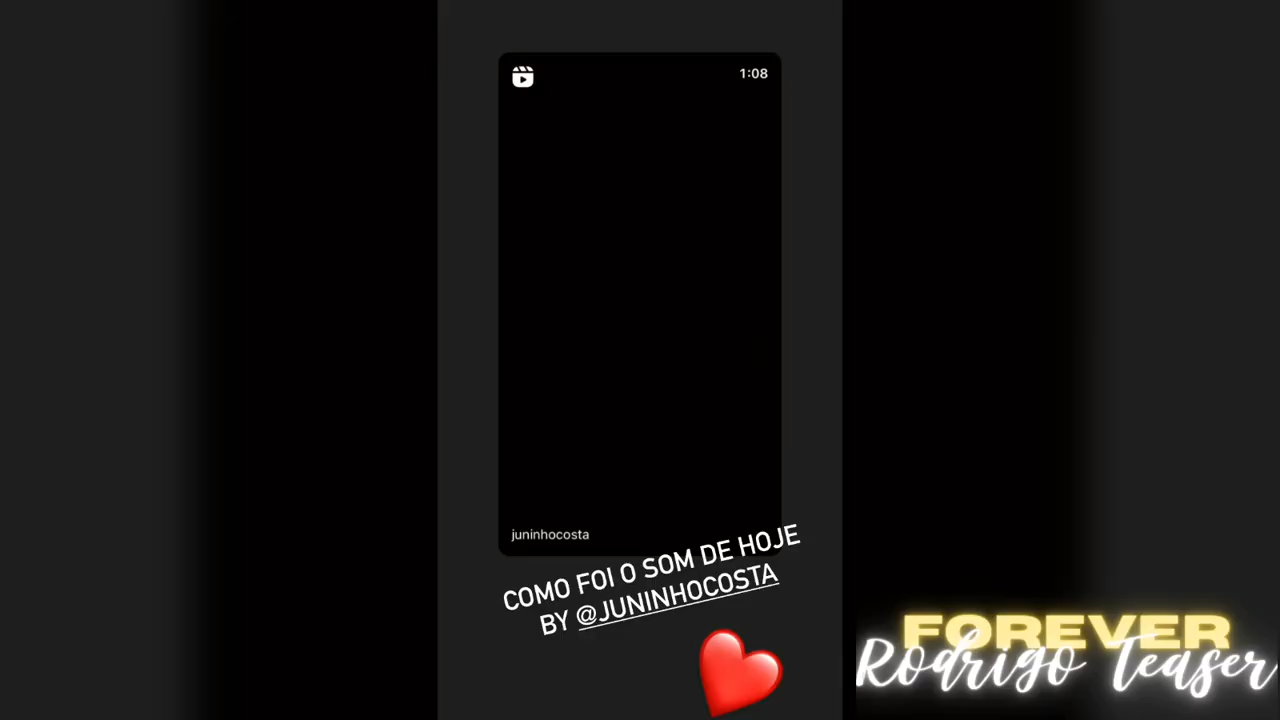 1:08
juninhocosta
COMO FOI O SOM DE HOJE
BY @JUNINHOCOSTA
FOREVER
Rodrigo Teaser